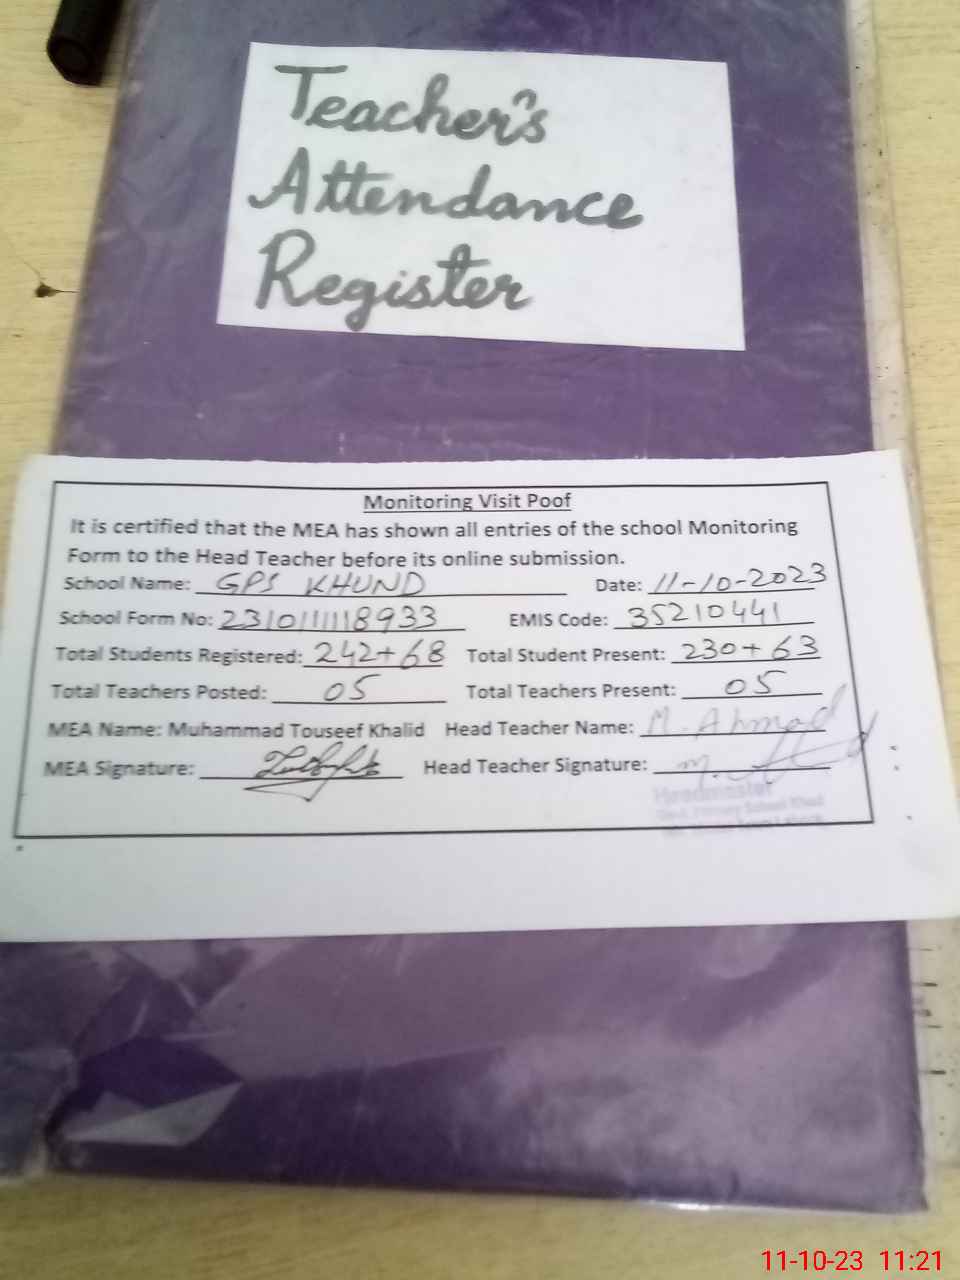 Teacher's
Attendance
Register
Monitoring Visit Poof
It is certified that the MEA has shown all entries of the school Monitoring
Form to the Head Teacher before its online submission.
School Name: GPS KHUND Date: 11-10-2023
School Form No: 231011118933 EMIS Code: 35210441
Total Students Registered: 242+68 Total Student Present: 230+63
Total Teachers Posted: 05 Total Teachers Present: 05
MEA Name: Muhammad Touseef Khalid Head Teacher Name: M. Ahmad
MEA Signature: Head Teacher Signature:
Headmaster
11-10-23 11:21